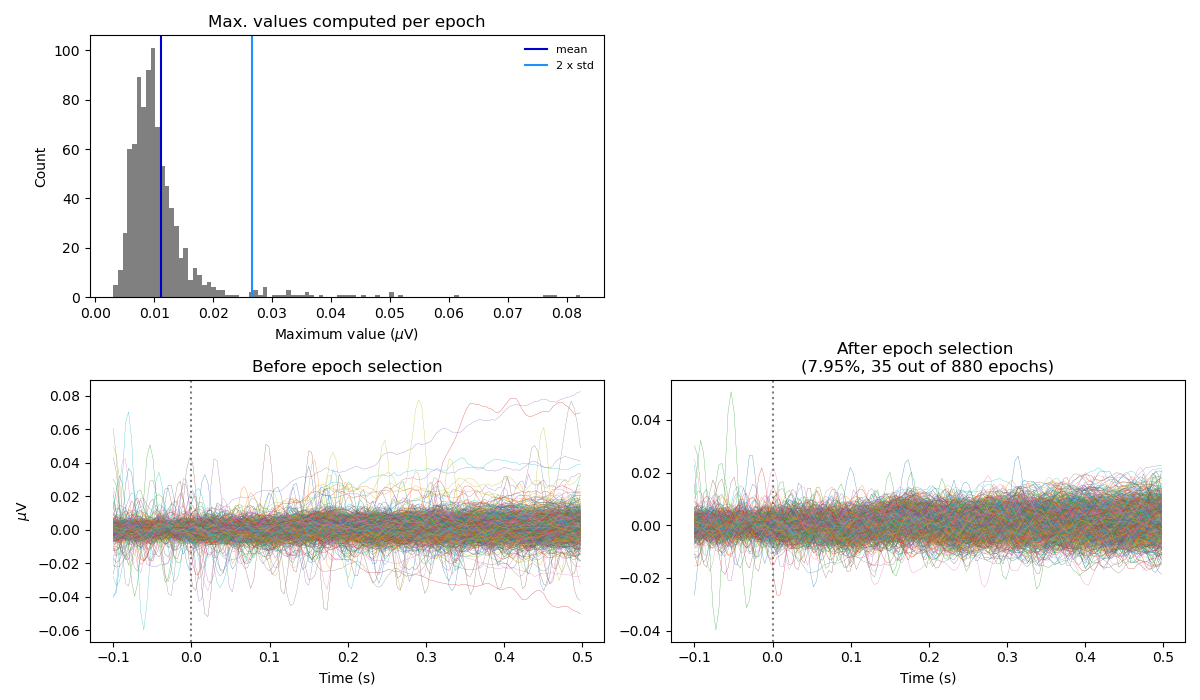 Max. values computed per epoch
100
80
60
40
20
0
Count
mean
2 x std
0.00 0.01 0.02 0.03 0.04 0.05 0.06 0.07 0.08
Maximum value (μV)
Before epoch selection
0.08
0.06
0.04
0.02
0.00
−0.02
−0.04
−0.06
μV
−0.1 0.0 0.1 0.2 0.3 0.4 0.5
Time (s)
After epoch selection
(7.95%, 35 out of 880 epochs)
0.04
0.02
0.00
−0.02
−0.04
−0.1 0.0 0.1 0.2 0.3 0.4 0.5
Time (s)